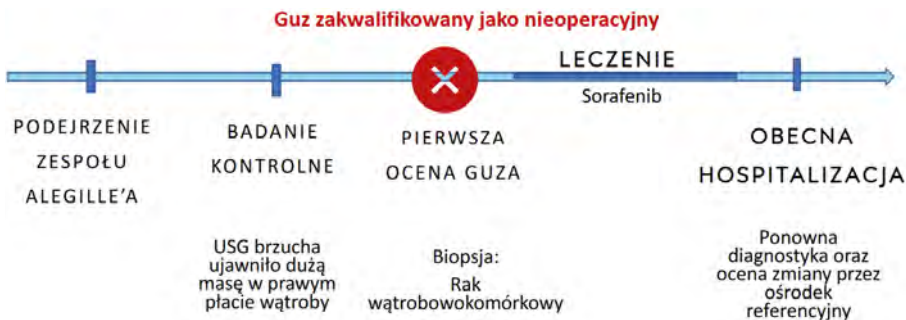 Guz zakwalifikowany jako nieoperacyjny
LECZENIE
Sorafenib
PODEJRZENIE
ZESPOŁU
ALEGILLE'A
BADANIE
KONTROLNE
PIERWSZA
OCENA GUZA
OBECNA
HOSPITALIZACJA
USG brzucha
ujawniło dużą
masę w prawym
płacie wątroby
Biopsja:
Rak
wątrobowokomórkowy
Ponowna
diagnostyka oraz
ocena zmiany przez
ośrodek
referencyjny